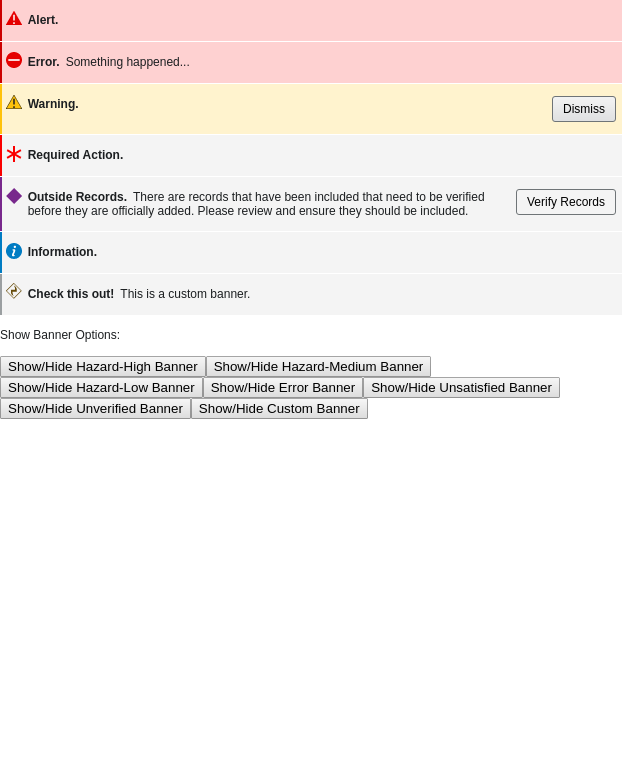 Alert.
Error. Something happened...
Warning.
Dismiss
Required Action.
Outside Records. There are records that have been included that need to be verified
before they are officially added. Please review and ensure they should be included.
Verify Records
Information.
Check this out! This is a custom banner.
Show Banner Options:
Show/Hide Hazard-High Banner Show/Hide Hazard-Medium Banner
Show/Hide Hazard-Low Banner Show/Hide Error Banner Show/Hide Unsatisfied Banner
Show/Hide Unverified Banner Show/Hide Custom Banner